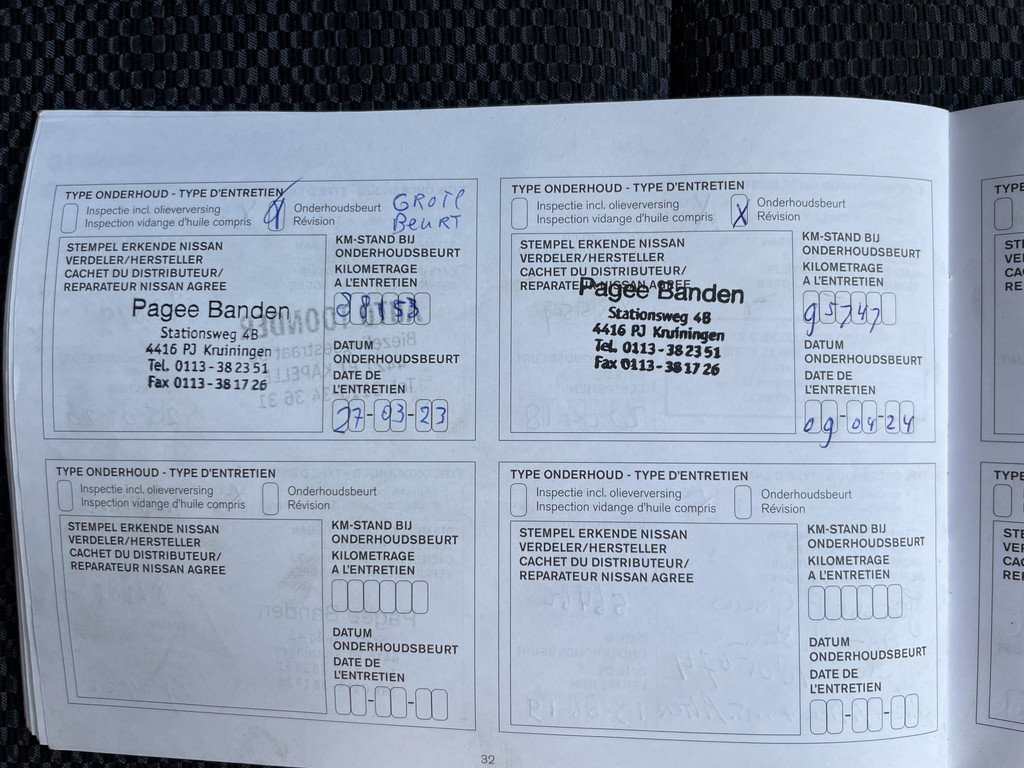 TYPE ONDERHOUD - TYPE D'ENTRETIEN
Inspectie incl. olieverversing
Inspection vidange d'huile compris
Onderhoudsbeurt
Révision
GROTE
BEURT
STEMPEL ERKENDE NISSAN
VERDELER/HERSTELLER
CACHET DU DISTRIBUTEUR/
REPARATEUR NISSAN AGREE
Pagee Banden
Stationsweg 4B
4416 PJ Kruiningen
Tel. 0113-38 23 51
Fax 0113-38 17 26
KM-STAND BIJ
ONDERHOUDSBEURT
KILOMETRAGE
A L'ENTRETIEN
88153
DATUM
ONDERHOUDSBEURT
DATE DE
L'ENTRETIEN
27-03-23
TYPE ONDERHOUD - TYPE D'ENTRETIEN
Inspectie incl. olieverversing
Inspection vidange d'huile compris
X
Onderhoudsbeurt
Révision
STEMPEL ERKENDE NISSAN
VERDELER/HERSTELLER
CACHET DU DISTRIBUTEUR/
REPARATEUR NISSAN AGREE
Pagee Banden
Stationsweg 4B
4416 PJ Kruiningen
Tel. 0113-38 23 51
Fax 0113-38 17 26
KM-STAND BIJ
ONDERHOUDSBEURT
KILOMETRAGE
A L'ENTRETIEN
95747
DATUM
ONDERHOUDSBEURT
DATE DE
L'ENTRETIEN
09-04-24
TYPE ONDERHOUD - TYPE D'ENTRETIEN
Inspectie incl. olieverversing
Inspection vidange d'huile compris
Onderhoudsbeurt
Révision
STEMPEL ERKENDE NISSAN
VERDELER/HERSTELLER
CACHET DU DISTRIBUTEUR/
REPARATEUR NISSAN AGREE
KM-STAND BIJ
ONDERHOUDSBEURT
KILOMETRAGE
A L'ENTRETIEN
DATUM
ONDERHOUDSBEURT
DATE DE
L'ENTRETIEN
TYPE ONDERHOUD - TYPE D'ENTRETIEN
Inspectie incl. olieverversing
Inspection vidange d'huile compris
Onderhoudsbeurt
Révision
STEMPEL ERKENDE NISSAN
VERDELER/HERSTELLER
CACHET DU DISTRIBUTEUR/
REPARATEUR NISSAN AGREE
KM-STAND BIJ
ONDERHOUDSBEURT
KILOMETRAGE
A L'ENTRETIEN
DATUM
ONDERHOUDSBEURT
DATE DE
L'ENTRETIEN
32